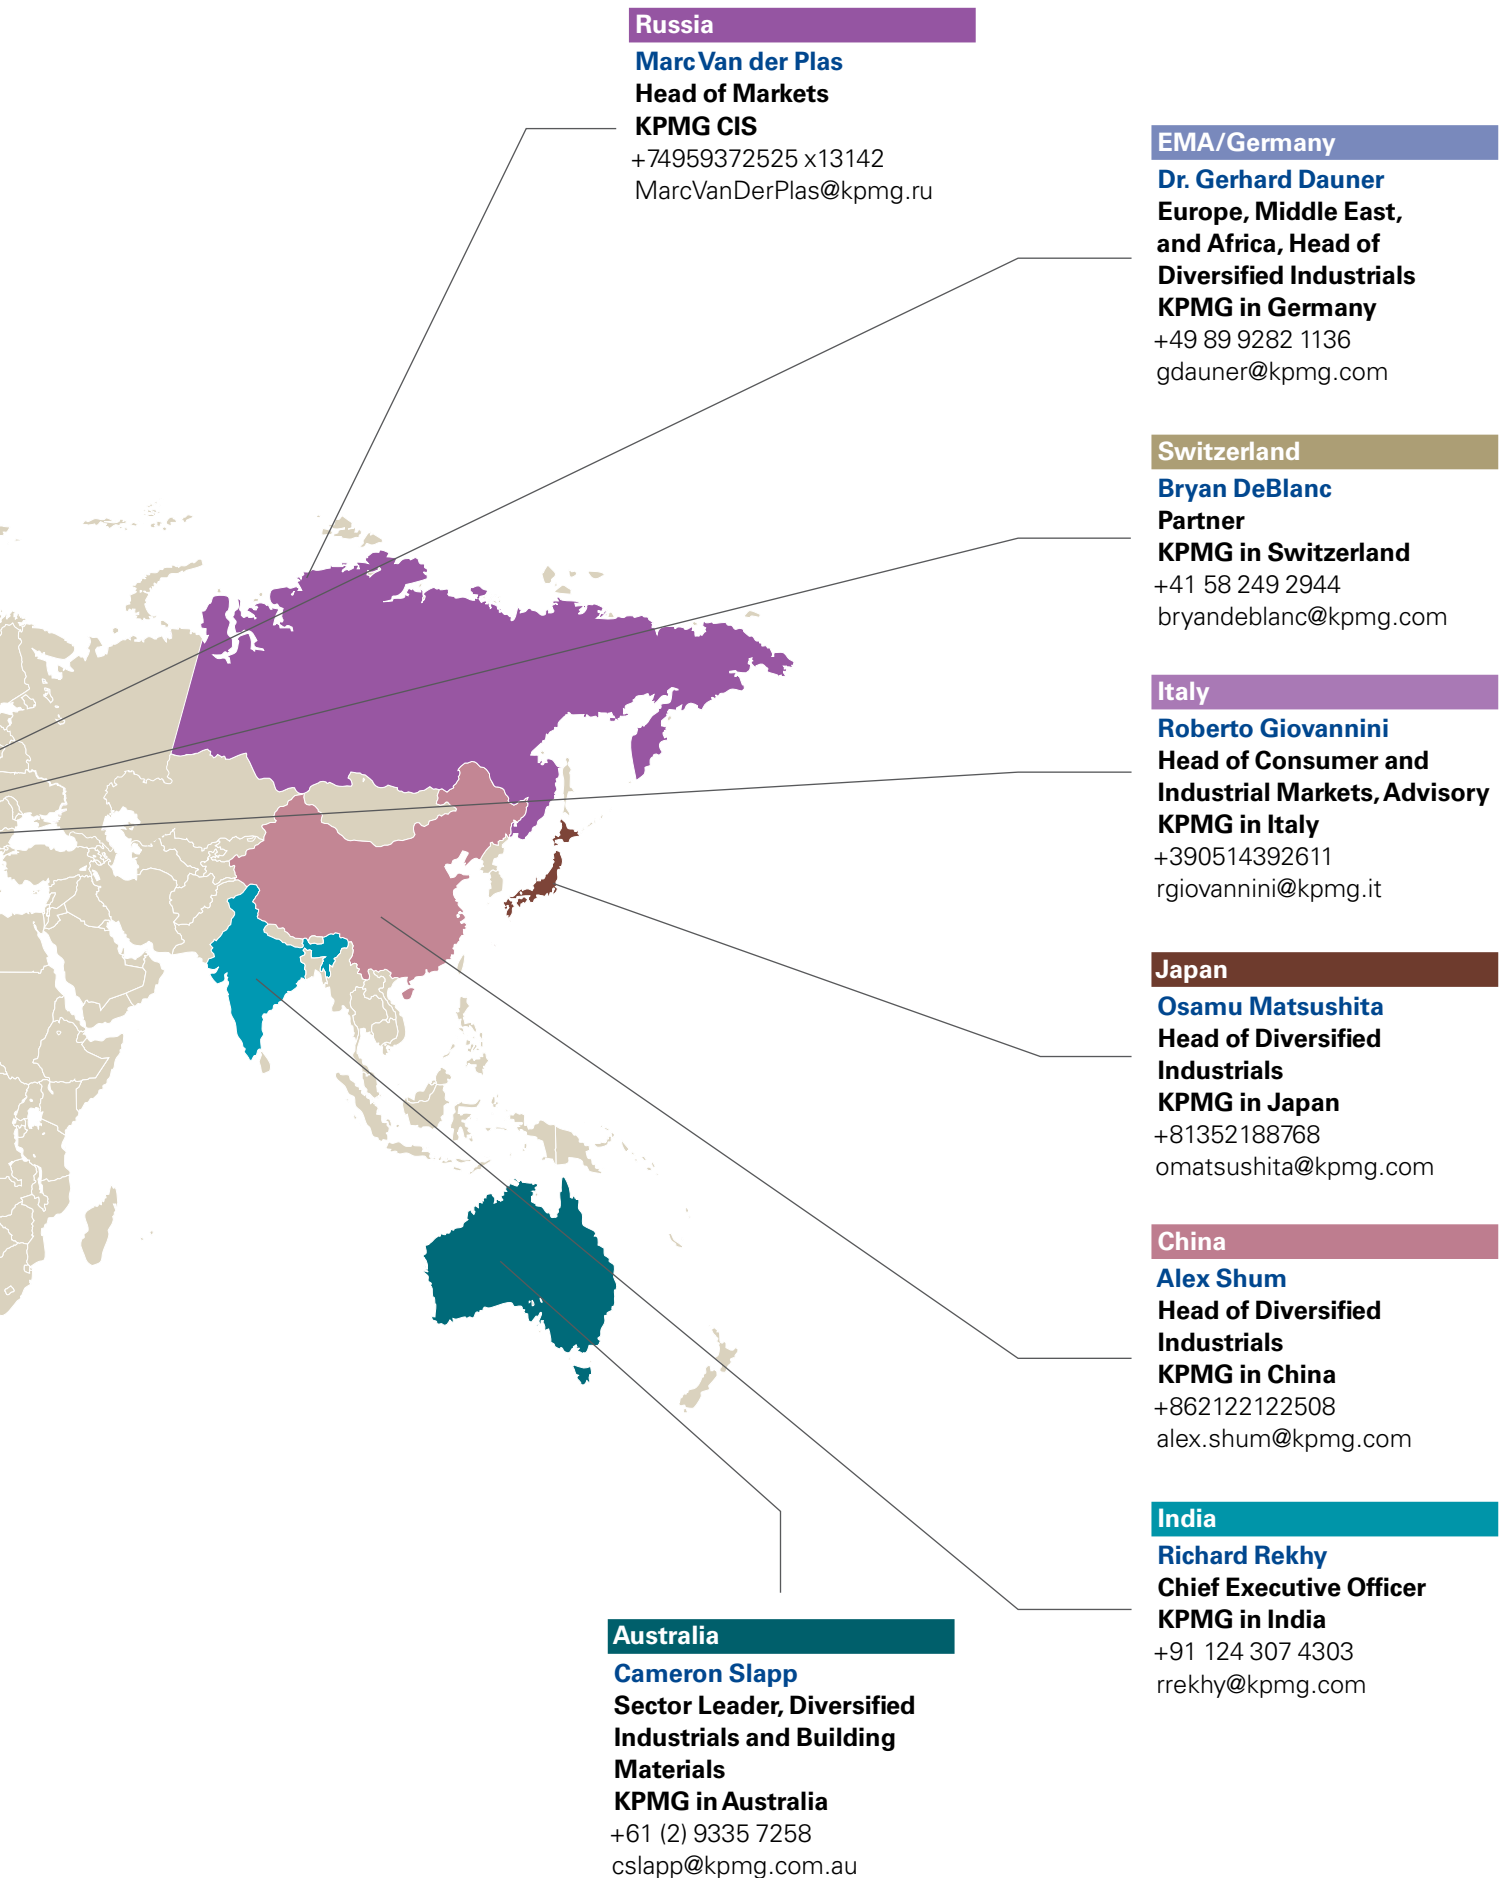 Russia
Marc Van der Plas
Head of Markets
KPMG CIS
+74959372525 x13142
MarcVanDerPlas@kpmg.ru
EMA/Germany
Dr. Gerhard Dauner
Europe, Middle East,
and Africa, Head of
Diversified Industrials
KPMG in Germany
+49 89 9282 1136
gdauner@kpmg.com
Switzerland
Bryan DeBlanc
Partner
KPMG in Switzerland
+41 58 249 2944
bryandeblanc@kpmg.com
Italy
Roberto Giovannini
Head of Consumer and
Industrial Markets, Advisory
KPMG in Italy
+390514392611
rgiovannini@kpmg.it
Japan
Osamu Matsushita
Head of Diversified
Industrials
KPMG in Japan
+81352188768
omatsushita@kpmg.com
China
Alex Shum
Head of Diversified
Industrials
KPMG in China
+862122122508
alex.shum@kpmg.com
India
Richard Rekhy
Chief Executive Officer
KPMG in India
+91 124 307 4303
rrekhy@kpmg.com
Australia
Cameron Slapp
Sector Leader, Diversified
Industrials and Building
Materials
KPMG in Australia
+61 (2) 9335 7258
cslapp@kpmg.com.au